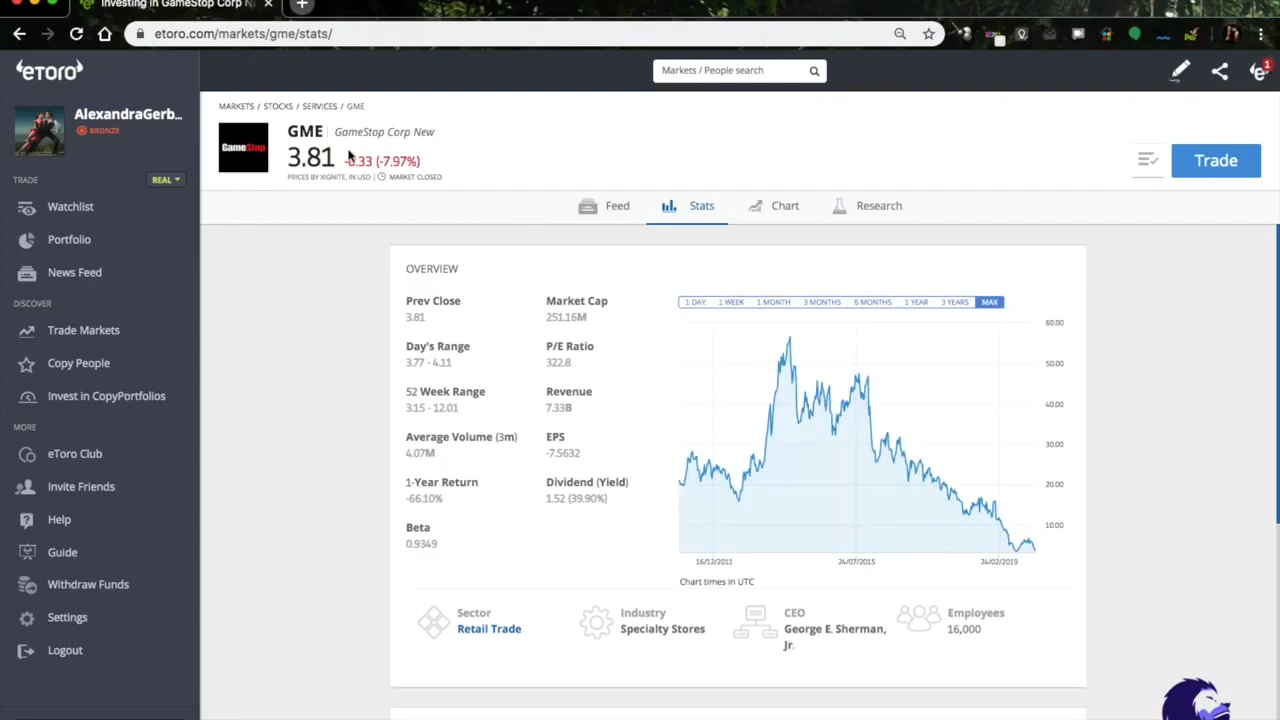 Investing in GameStop Corp N
etoro.com/markets/gme/stats/
eToro
Markets / People search
1
AlexandraGerb...
BRONZE
TRADE
REAL
Watchlist
Portfolio
News Feed
DISCOVER
Trade Markets
Copy People
Invest in CopyPortfolios
MORE
eToro Club
Invite Friends
Help
Guide
Withdraw Funds
Settings
Logout
MARKETS / STOCKS / SERVICES / GME
GameStop
GME GameStop Corp New
3.81 -0.33 (-7.97%)
PRICES BY XIGNITE, IN USD | MARKET CLOSED
Trade
Feed Stats Chart Research
OVERVIEW
Prev Close
3.81
Market Cap
251.16M
Day's Range
3.77 - 4.11
P/E Ratio
322.8
52 Week Range
3.15 - 12.01
Revenue
7.33B
Average Volume (3m)
4.07M
EPS
-7.5632
1-Year Return
-66.10%
Dividend (Yield)
1.52 (39.90%)
Beta
0.9349
1 DAY 1 WEEK 1 MONTH 3 MONTHS 6 MONTHS 1 YEAR 3 YEARS MAX
60.00
50.00
40.00
30.00
20.00
10.00
16/12/2011 24/07/2015 24/02/2019
Chart times in UTC
Sector
Retail Trade
Industry
Specialty Stores
CEO
George E. Sherman,
Jr.
Employees
16,000